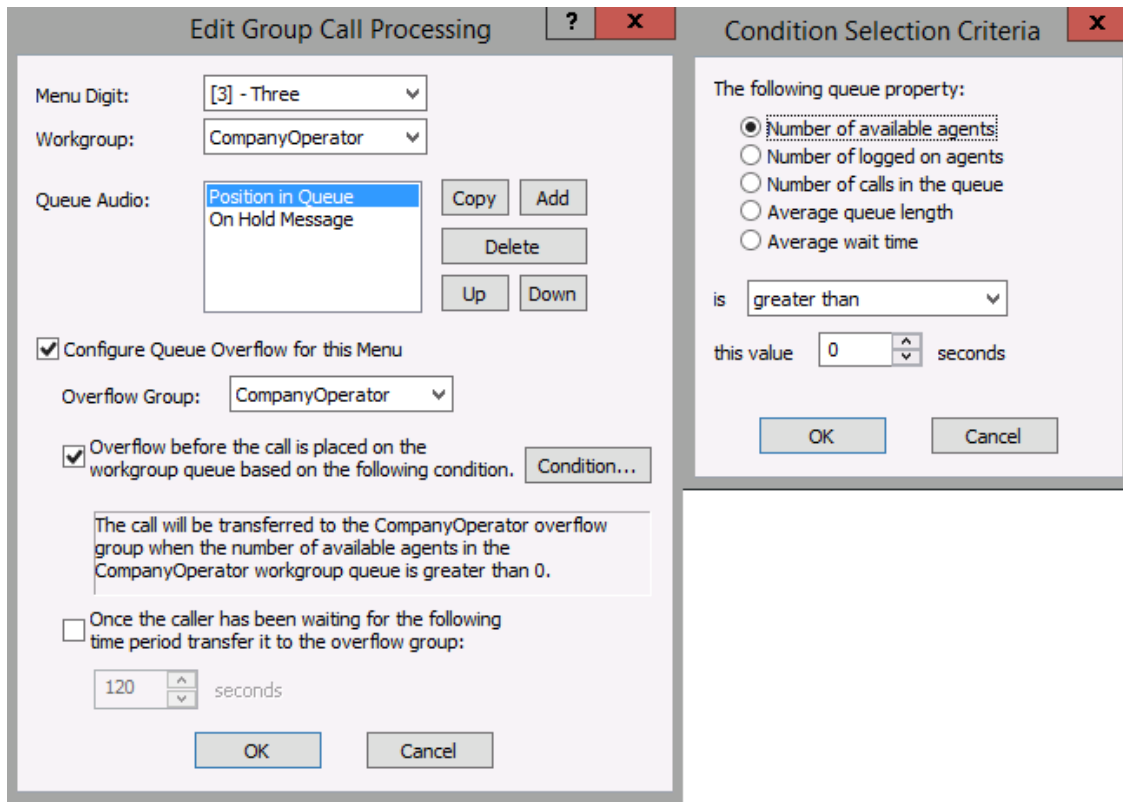 Edit Group Call Processing
?
x
Menu Digit:
[3] - Three
Workgroup:
CompanyOperator
Queue Audio:
Position in Queue
On Hold Message
Copy
Add
Delete
Up
Down
Configure Queue Overflow for this Menu
Overflow Group:
CompanyOperator
Overflow before the call is placed on the
workgroup queue based on the following condition.
Condition...
The call will be transferred to the CompanyOperator overflow
group when the number of available agents in the
CompanyOperator workgroup queue is greater than 0.
Once the caller has been waiting for the following
time period transfer it to the overflow group:
120
seconds
OK
Cancel
Condition Selection Criteria
x
The following queue property:
Number of available agents
Number of logged on agents
Number of calls in the queue
Average queue length
Average wait time
is
greater than
this value
0
seconds
OK
Cancel